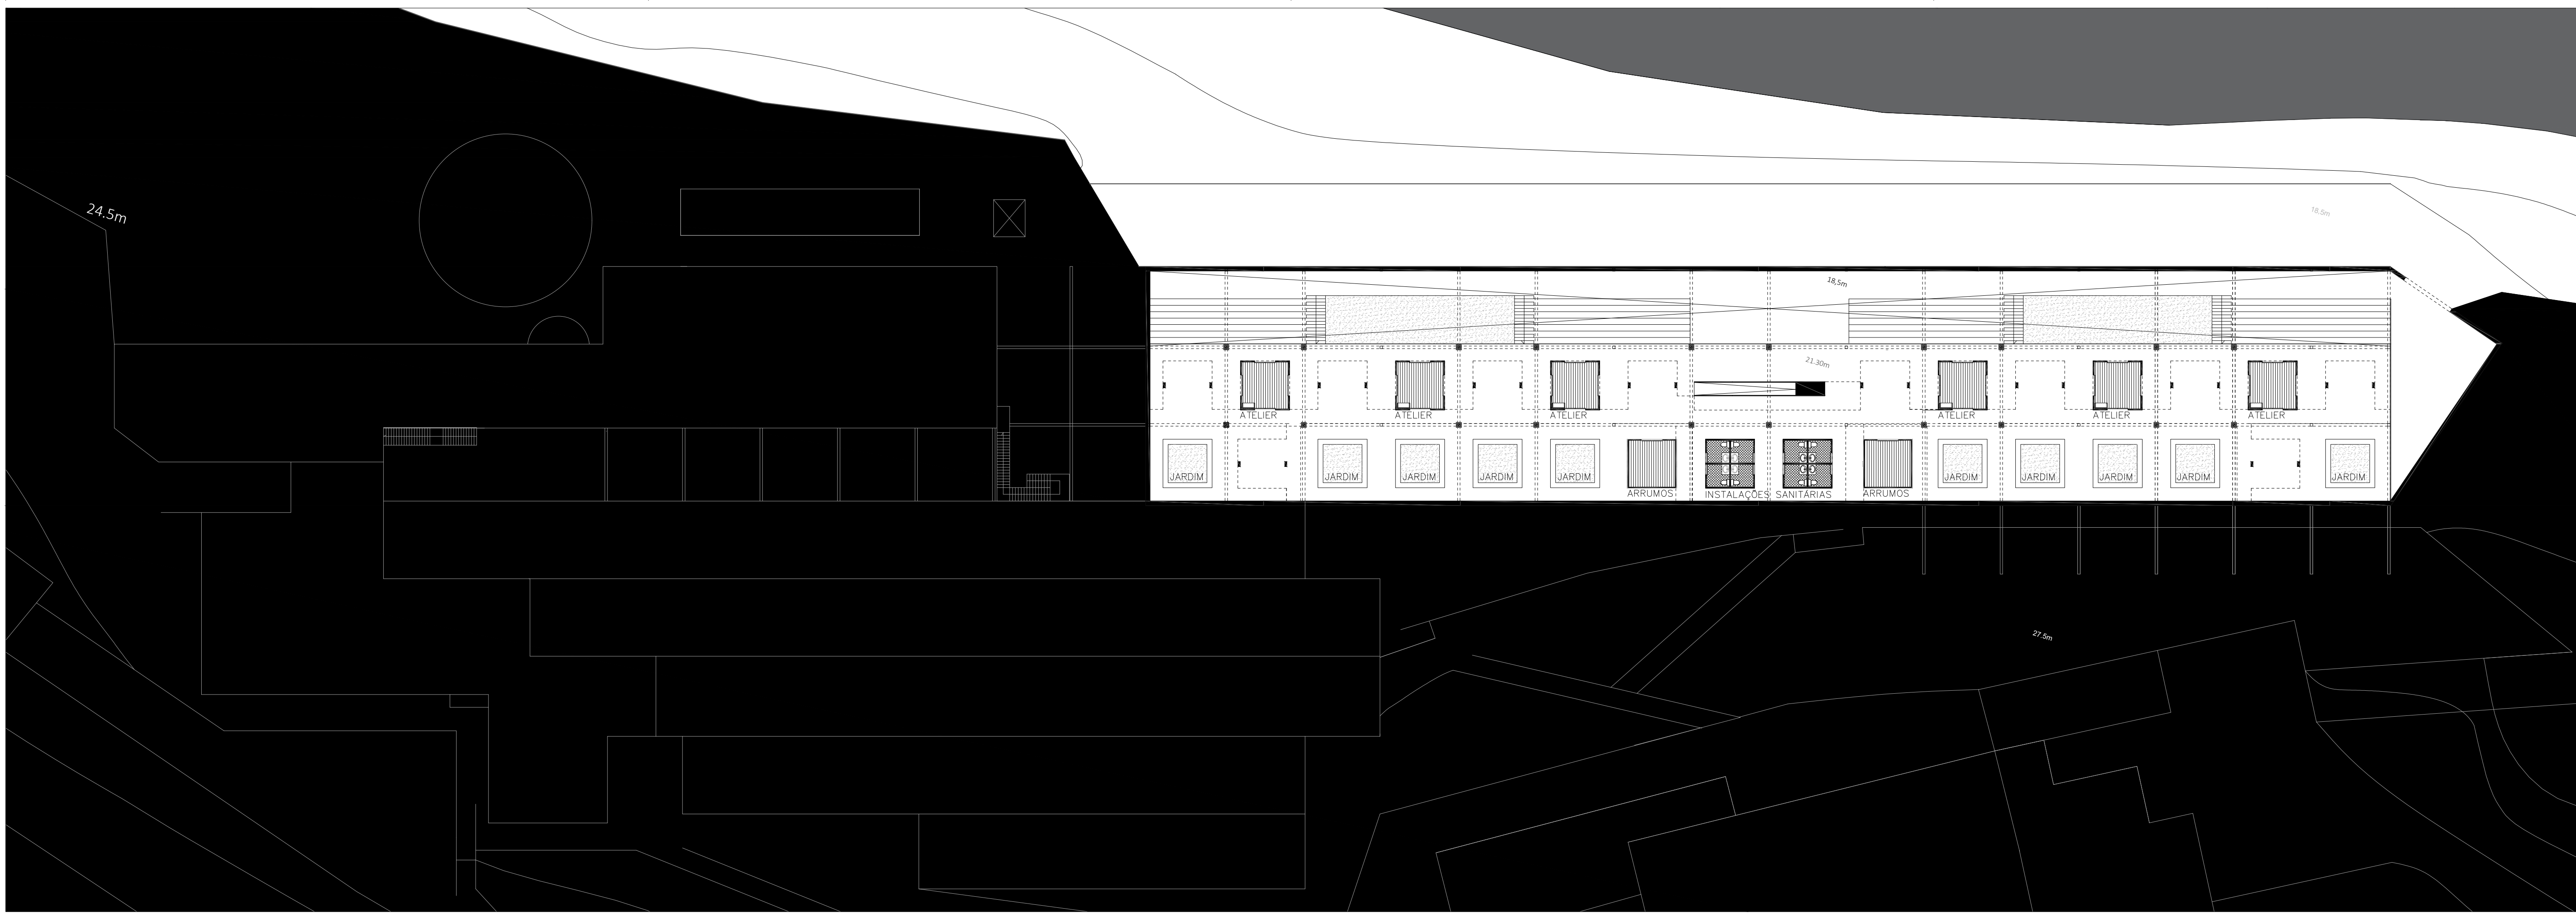 24.5m
18,5m
18,5m
21.30m
ATELIER ATELIER ATELIER ATELIER ATELIER ATELIER
JARDIM JARDIM JARDIM JARDIM JARDIM JARDIM JARDIM JARDIM JARDIM JARDIM
ARRUMOS INSTALAÇÕES SANITÁRIAS ARRUMOS
27.5m